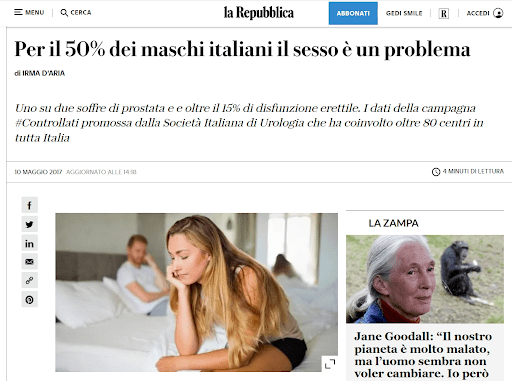 MENU
CERCA
la Repubblica
ABBONATI
GEDI SMILE
R
ACCEDI
Per il 50% dei maschi italiani il sesso è un problema
di IRMA D'ARIA
Uno su due soffre di prostata e e oltre il 15% di disfunzione erettile. I dati della campagna
#Controllati promossa dalla Società Italiana di Urologia che ha coinvolto oltre 80 centri in
tutta Italia
10 MAGGIO 2017 AGGIORNATO ALLE 14:18
4 MINUTI DI LETTURA
LA ZAMPA
Jane Goodall: “Il nostro
pianeta è molto malato,
ma l’uomo sembra non
voler cambiare. Io però